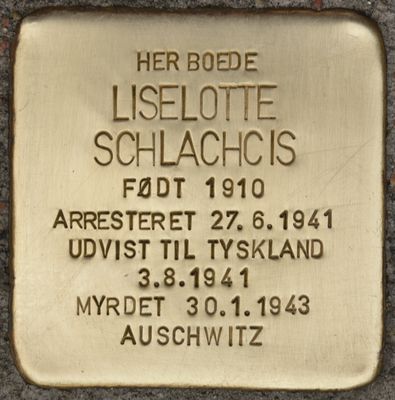 HER BOEDE
LISELOTTE
SCHLACHCIS
FØDT 1910
ARRESTERET 27.6.1941
UDVIST TIL TYSKLAND
3.8.1941
MYRDET 30.1.1943
AUSCHWITZ